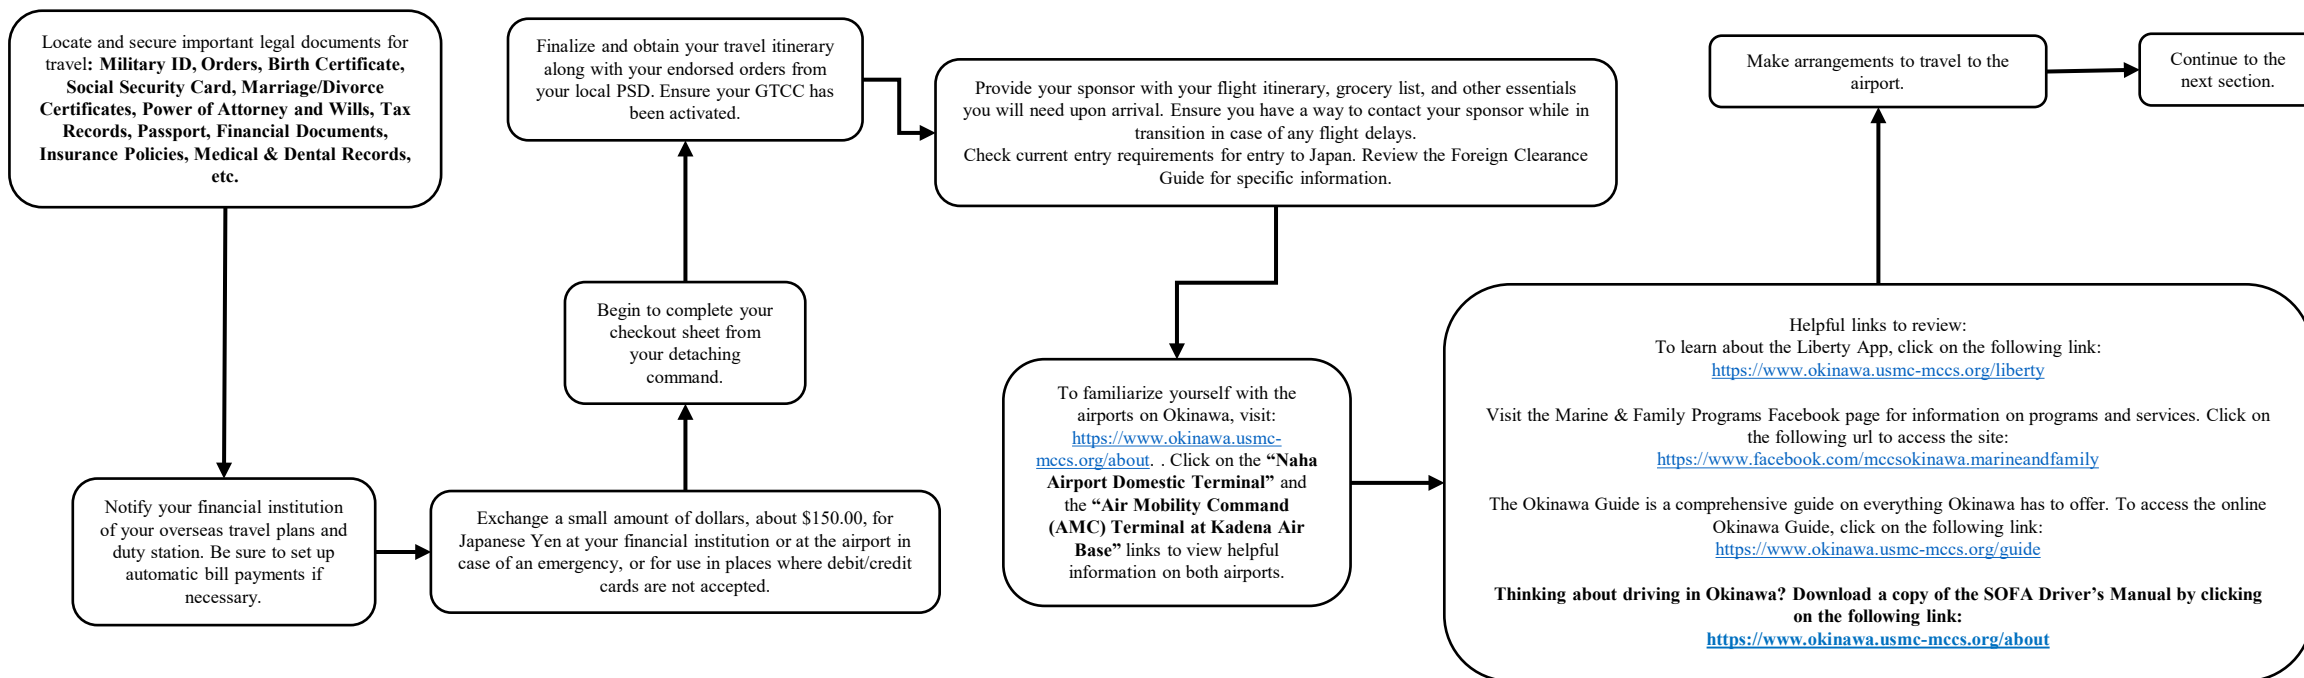 Locate and secure important legal documents for
travel: Military ID, Orders, Birth Certificate,
Social Security Card, Marriage/Divorce
Certificates, Power of Attorney and Wills, Tax
Records, Passport, Financial Documents,
Insurance Policies, Medical & Dental Records,
etc.
Notify your financial institution
of your overseas travel plans and
duty station. Be sure to set up
automatic bill payments if
necessary.
Exchange a small amount of dollars, about $150.00, for
Japanese Yen at your financial institution or at the airport in
case of an emergency, or for use in places where debit/credit
cards are not accepted.
Begin to complete your
checkout sheet from
your detaching
command.
Finalize and obtain your travel itinerary
along with your endorsed orders from
your local PSD. Ensure your GTCC has
been activated.
Provide your sponsor with your flight itinerary, grocery list, and other essentials
you will need upon arrival. Ensure you have a way to contact your sponsor while in
transition in case of any flight delays.
Check current entry requirements for entry to Japan. Review the Foreign Clearance
Guide for specific information.
To familiarize yourself with the
airports on Okinawa, visit:
https://www.okinawa.usmc-
mccs.org/about. . Click on the “Naha
Airport Domestic Terminal” and
the “Air Mobility Command
(AMC) Terminal at Kadena Air
Base” links to view helpful
information on both airports.
Helpful links to review:
To learn about the Liberty App, click on the following link:
https://www.okinawa.usmc-mccs.org/liberty
Visit the Marine & Family Programs Facebook page for information on programs and services. Click on
the following url to access the site:
https://www.facebook.com/mccsokinawa.marineandfamily
The Okinawa Guide is a comprehensive guide on everything Okinawa has to offer. To access the online
Okinawa Guide, click on the following link:
https://www.okinawa.usmc-mccs.org/guide
Thinking about driving in Okinawa? Download a copy of the SOFA Driver’s Manual by clicking
on the following link:
https://www.okinawa.usmc-mccs.org/about
Make arrangements to travel to the
airport.
Continue to the
next section.